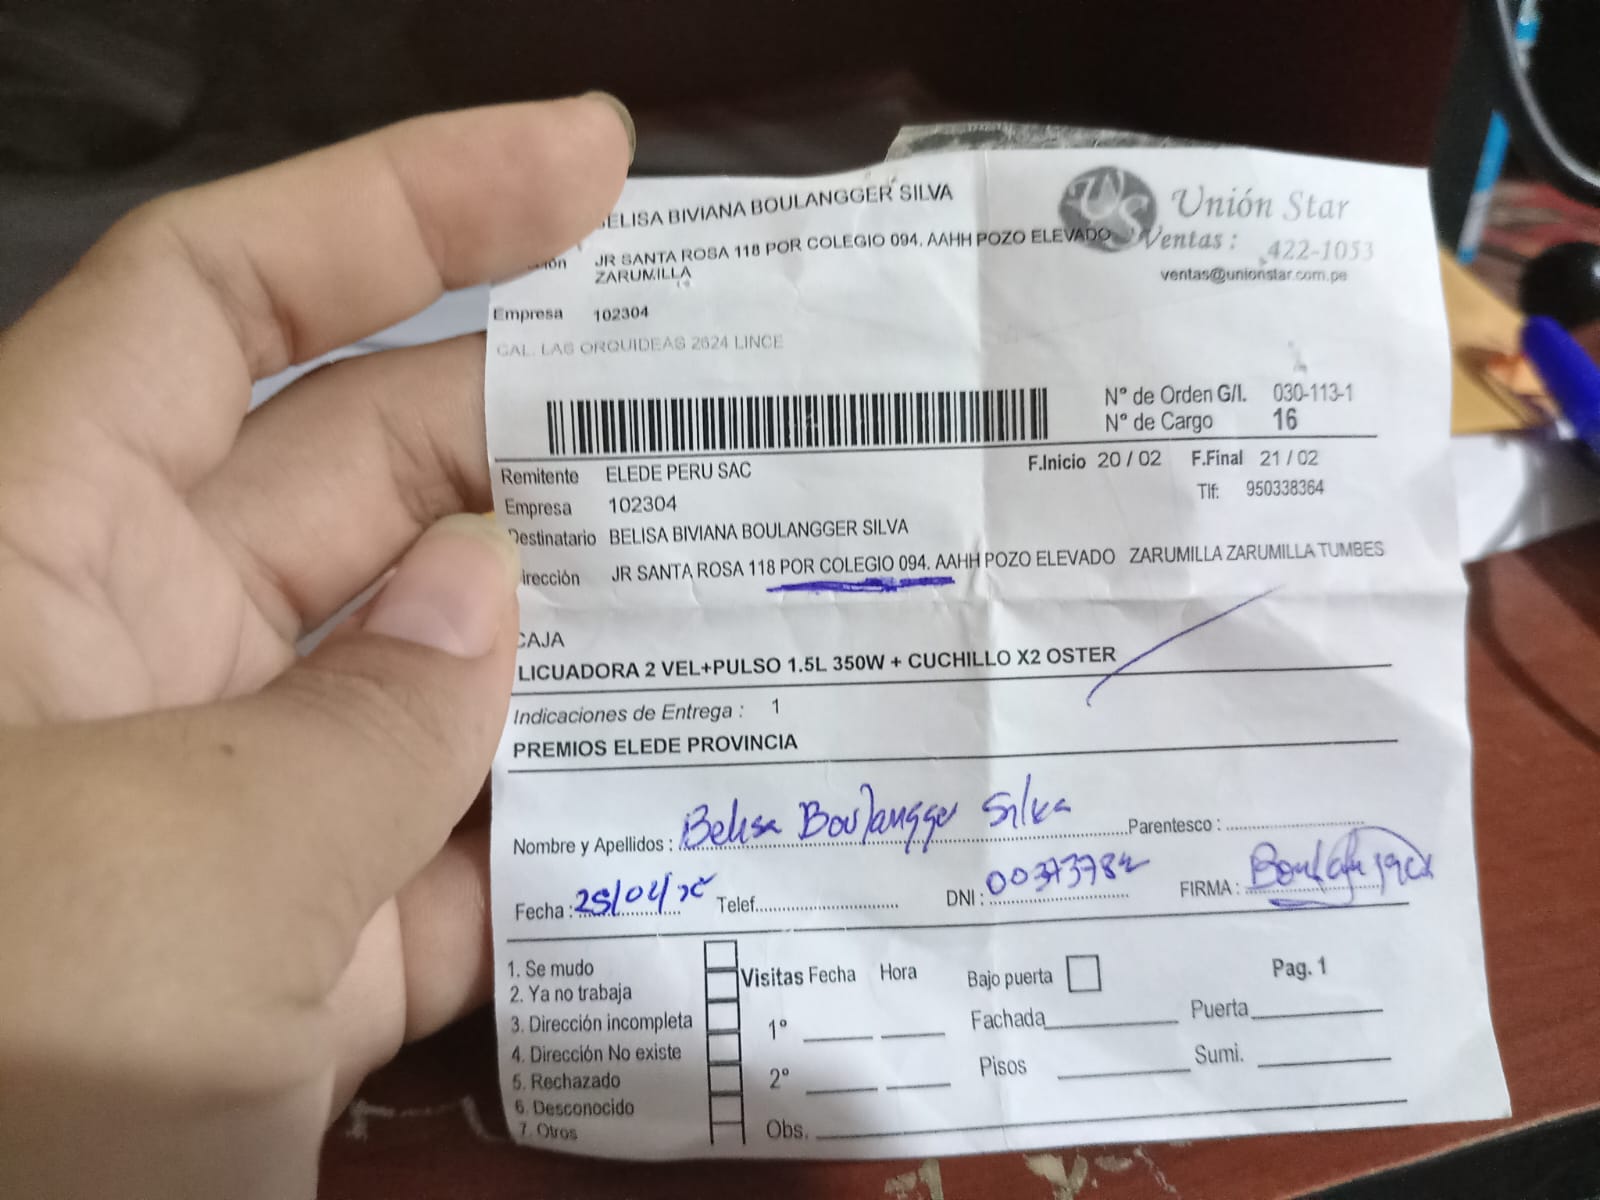 BELISA BIVIANA BOULANGGER SILVA
JR SANTA ROSA 118 POR COLEGIO 094. AAHH POZO ELEVADO
ZARUMILLA
US Unión Star
Ventas : 422-1053
ventas@unionstar.com.pe
Empresa 102304
CAL. LAS ORQUIDEAS 2624 LINCE
N° de Orden G/I. 030-113-1
N° de Cargo 16
Remitente ELEDE PERU SAC
F.Inicio 20 / 02 F.Final 21 / 02
Empresa 102304
Tlf: 950338364
Destinatario BELISA BIVIANA BOULANGGER SILVA
Dirección JR SANTA ROSA 118 POR COLEGIO 094. AAHH POZO ELEVADO ZARUMILLA ZARUMILLA TUMBES
CAJA
LICUADORA 2 VEL+PULSO 1.5L 350W + CUCHILLO X2 OSTER
Indicaciones de Entrega : 1
PREMIOS ELEDE PROVINCIA
Nombre y Apellidos : Belisa Boulangger Silva Parentesco :
Fecha : Telef. DNI : 00373782 FIRMA :
1. Se mudo
2. Ya no trabaja
3. Dirección incompleta
4. Dirección No existe
5. Rechazado
6. Desconocido
7. Otros
Visitas Fecha Hora
1°
2°
Obs.
Bajo puerta
Pag. 1
Fachada Puerta
Pisos Sumi.